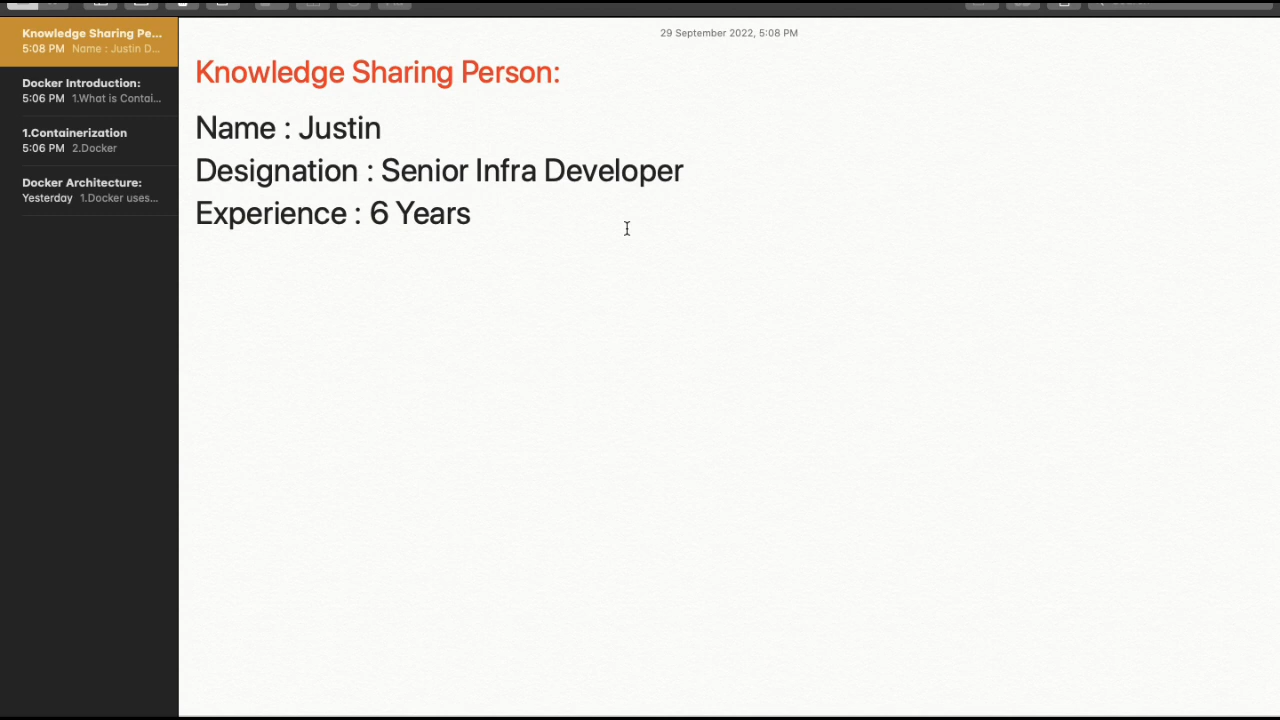 Knowledge Sharing Pe...
5:08 PM Name : Justin D...
Docker Introduction:
5:06 PM 1.What is Contai...
1.Containerization
5:06 PM 2.Docker
Docker Architecture:
Yesterday 1.Docker uses...
29 September 2022, 5:08 PM
Knowledge Sharing Person:
Name : Justin
Designation : Senior Infra Developer
Experience : 6 Years